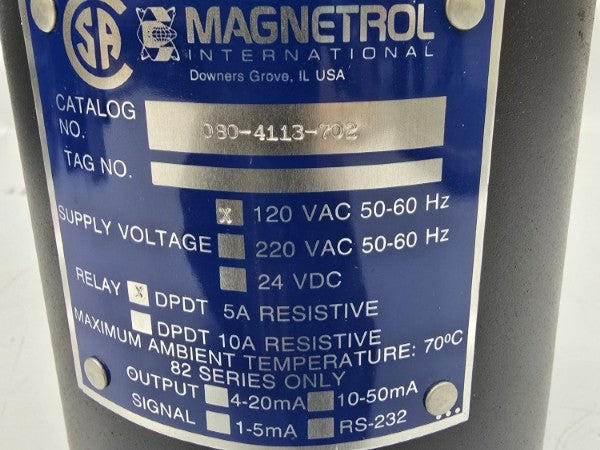 CSA
MAGNETROL
INTERNATIONAL
Downers Grove, IL USA
CATALOG NO. 080-4113-702
TAG NO.
SUPPLY VOLTAGE X 120 VAC 50-60 Hz
220 VAC 50-60 Hz
24 VDC
RELAY X DPDT 5A RESISTIVE
DPDT 10A RESISTIVE
MAXIMUM AMBIENT TEMPERATURE: 70ºC
82 SERIES ONLY
OUTPUT SIGNAL 4-20mA 10-50mA
1-5mA RS-232